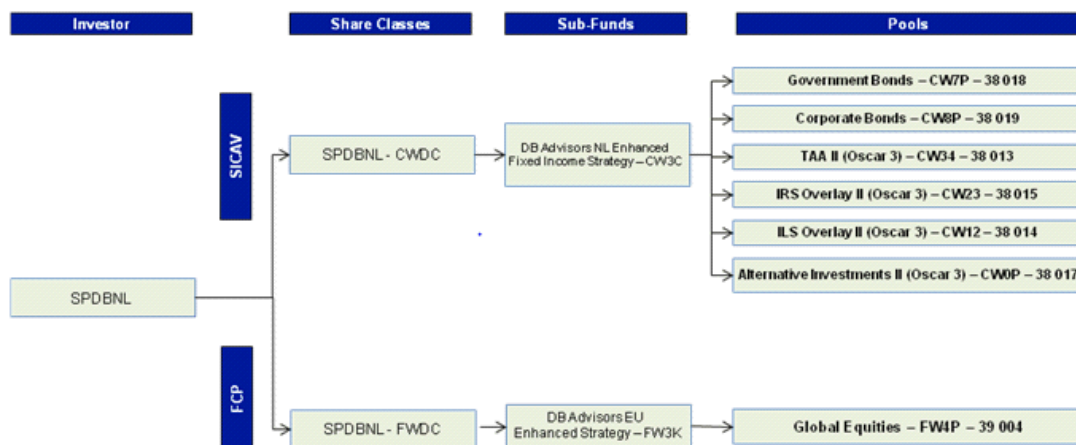 Investor
Share Classes
Sub-Funds
Pools
SICAV
SPDBNL - CWDC
DB Advisors NL Enhanced
Fixed Income Strategy – CW3C
Government Bonds – CW7P – 38 018
Corporate Bonds – CW8P – 38 019
TAA II (Oscar 3) – CW34 – 38 013
IRS Overlay II (Oscar 3) – CW23 – 38 015
ILS Overlay II (Oscar 3) – CW12 – 38 014
Alternative Investments II (Oscar 3) – CW0P – 38 017
SPDBNL
FCP
SPDBNL - FWDC
DB Advisors EU
Enhanced Strategy – FW3K
Global Equities – FW4P – 39 004